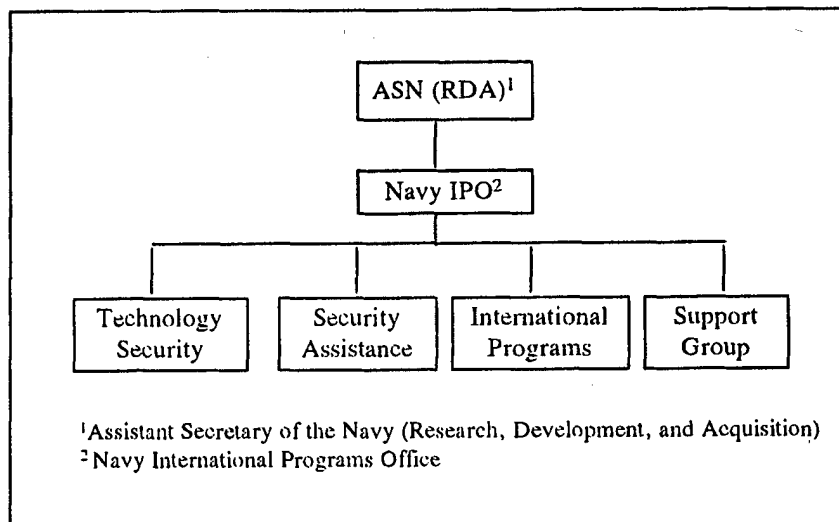 ASN (RDA)¹
Navy IPO²
Technology
Security
Security
Assistance
International
Programs
Support
Group
¹Assistant Secretary of the Navy (Research, Development, and Acquisition)
²Navy International Programs Office